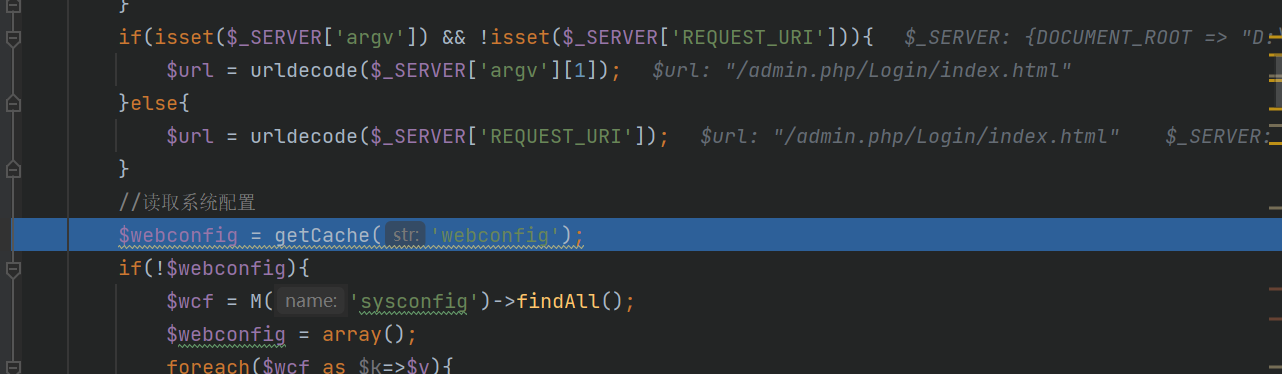 }
if(isset($_SERVER['argv']) && !isset($_SERVER['REQUEST_URI'])){ $_SERVER: {DOCUMENT_ROOT => "D:\
$url = urldecode($_SERVER['argv'][1]); $url: "/admin.php/Login/index.html"
}else{
$url = urldecode($_SERVER['REQUEST_URI']); $url: "/admin.php/Login/index.html" $_SERVER:
}
//读取系统配置
$webconfig = getCache( str: 'webconfig');
if(!$webconfig){
$wcf = M( name: 'sysconfig')->findAll();
$webconfig = array();
foreach($wcf as $k=>$v){